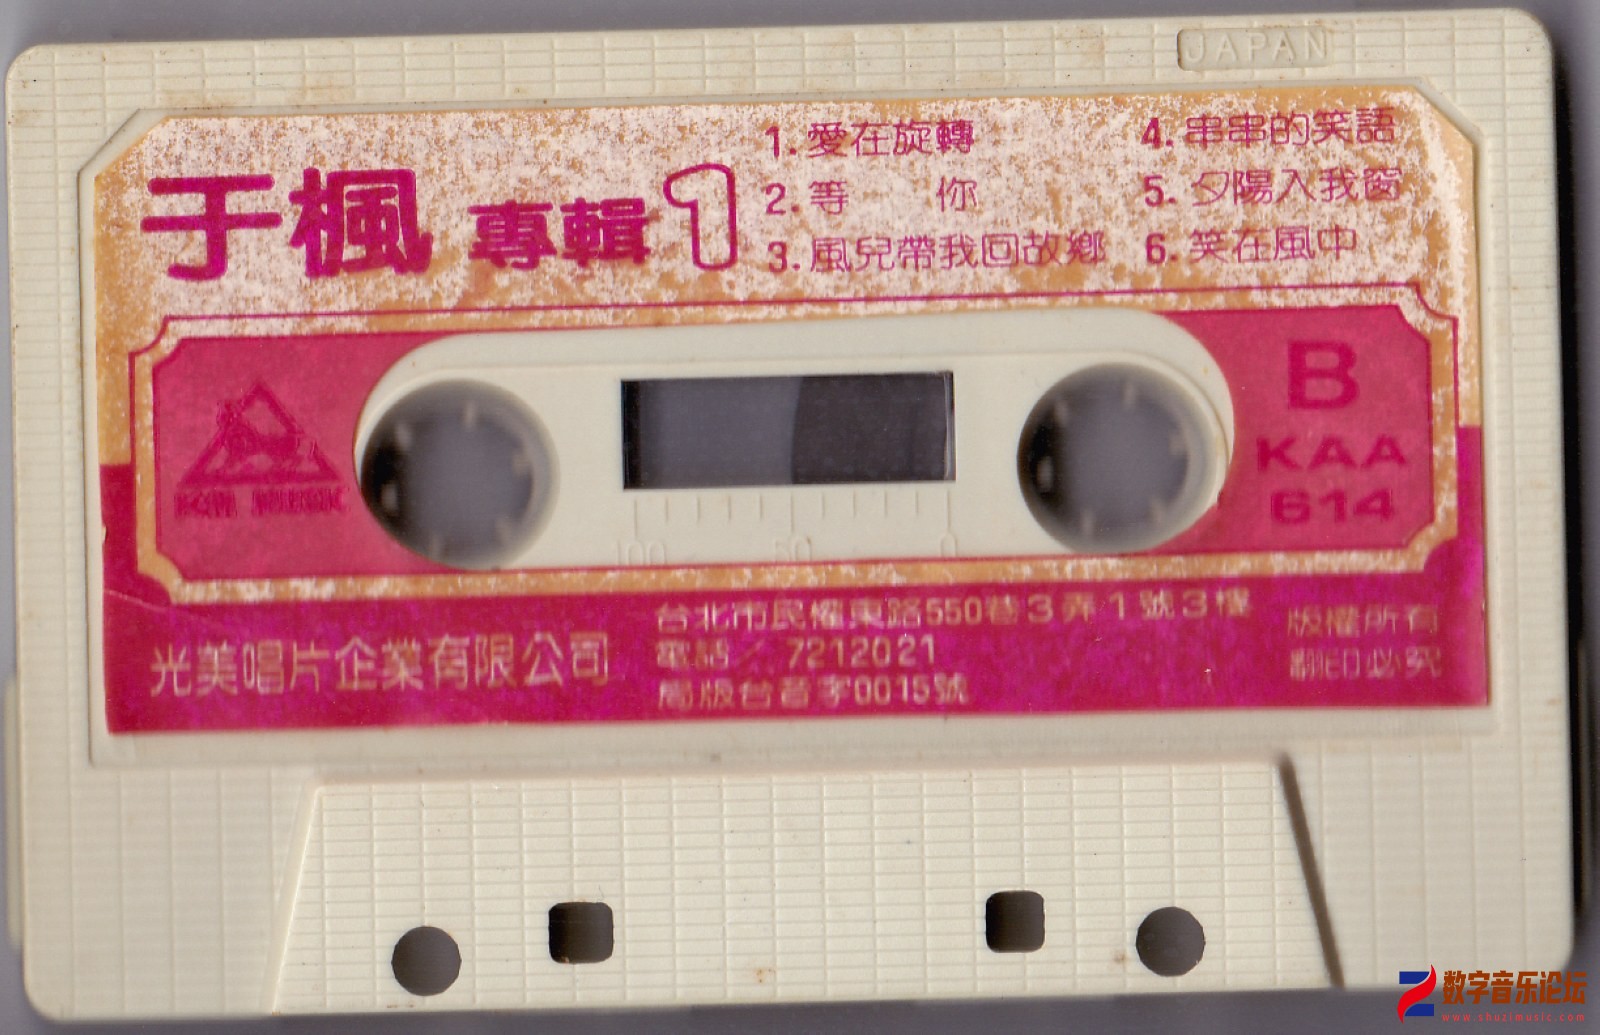 JAPAN
于楓 專輯 1
1. 愛在旋轉
2. 等 你
3. 風兒帶我回故鄉
4. 串串的笑語
5. 夕陽入我窗
6. 笑在風中
B
KAA
614
100 50 0
光美唱片企業有限公司
台北市民權東路550巷3弄1號3樓
電話／7212021
局版台音字0015號
版權所有
翻印必究
数字音乐论坛
www.shuzimusic.com